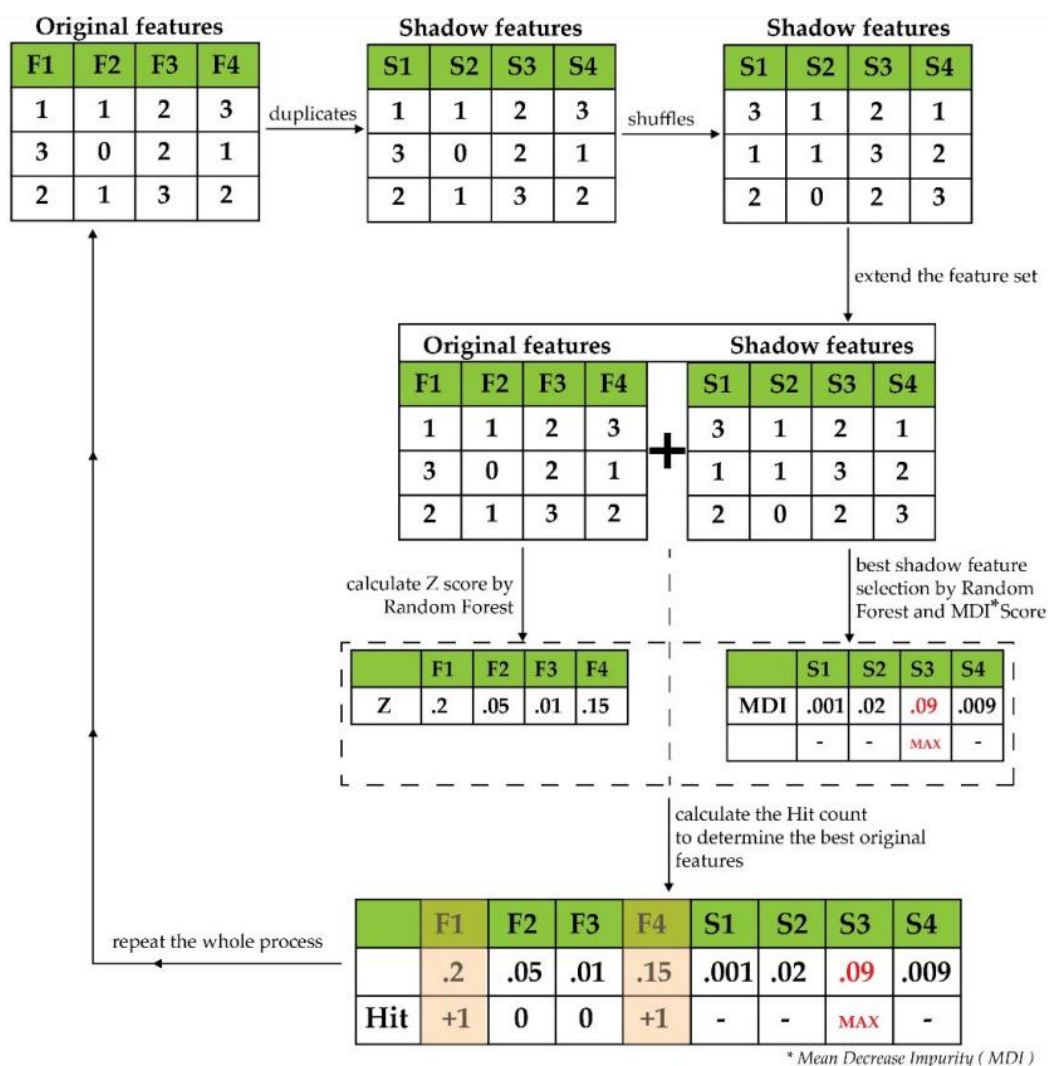 Original features
F1 F2 F3 F4
1 1 2 3
3 0 2 1
2 1 3 2
duplicates
Shadow features
S1 S2 S3 S4
1 1 2 3
3 0 2 1
2 1 3 2
shuffles
Shadow features
S1 S2 S3 S4
3 1 2 1
1 1 3 2
2 0 2 3
extend the feature set
Original features
F1 F2 F3 F4
1 1 2 3
3 0 2 1
2 1 3 2
+
Shadow features
S1 S2 S3 S4
3 1 2 1
1 1 3 2
2 0 2 3
calculate Z score by
Random Forest
best shadow feature
selection by Random
Forest and MDI* Score
F1 F2 F3 F4
Z .2 .05 .01 .15
S1 S2 S3 S4
MDI .001 .02 .09 .009
- - MAX -
calculate the Hit count
to determine the best original
features
F1 F2 F3 F4 S1 S2 S3 S4
.2 .05 .01 .15 .001 .02 .09 .009
Hit +1 0 0 +1 - - MAX -
repeat the whole process
* Mean Decrease Impurity ( MDI )